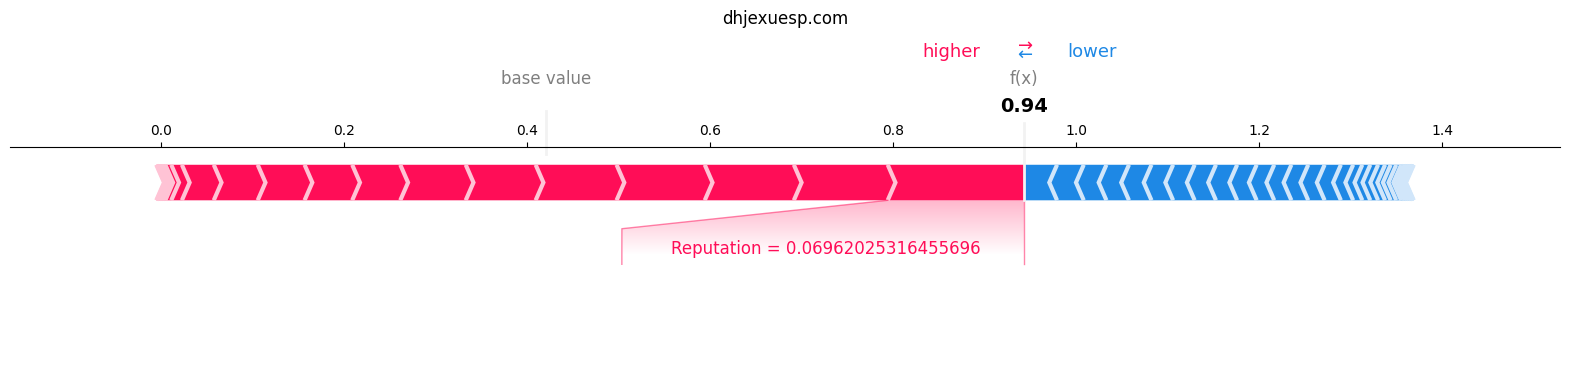 dhjexuesp.com
higher ⇄ lower
base value f(x)
0.94
0.0 0.2 0.4 0.6 0.8 1.0 1.2 1.4
Reputation = 0.06962025316455696